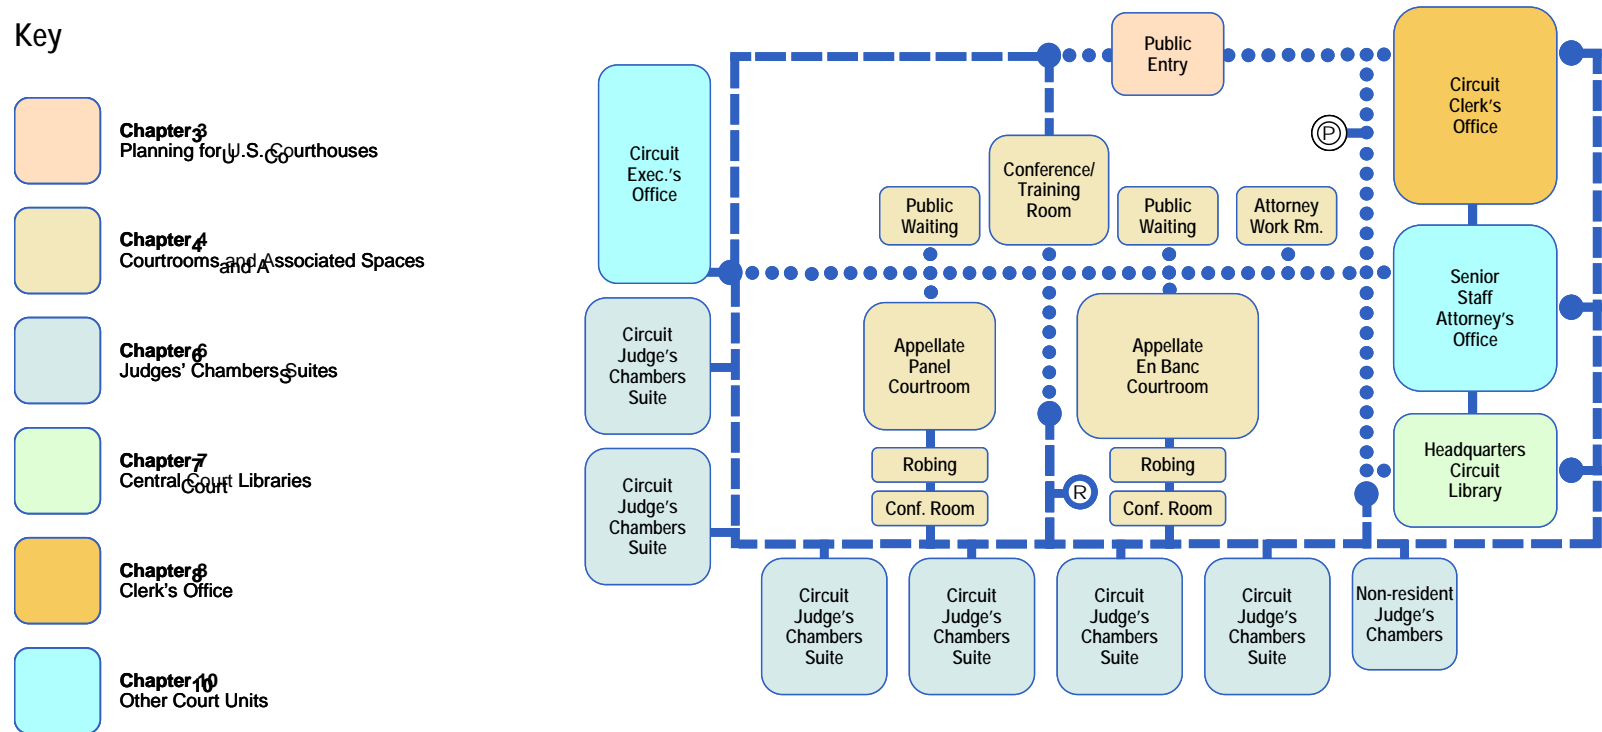 Key
Chapter 3
Planning for U.S. Courthouses
Chapter 4
Courtrooms and Associated Spaces
Chapter 6
Judges' Chambers Suites
Chapter 7
Central Court Libraries
Chapter 8
Clerk's Office
Chapter 10
Other Court Units
Public
Entry
Circuit
Clerk's
Office
P
Circuit
Exec.'s
Office
Conference/
Training
Room
Public
Waiting
Public
Waiting
Attorney
Work Rm.
Senior
Staff
Attorney's
Office
Circuit
Judge's
Chambers
Suite
Appellate
Panel
Courtroom
Appellate
En Banc
Courtroom
Headquarters
Circuit
Library
Robing
Robing
Circuit
Judge's
Chambers
Suite
R
Conf. Room
Conf. Room
Circuit
Judge's
Chambers
Suite
Circuit
Judge's
Chambers
Suite
Circuit
Judge's
Chambers
Suite
Circuit
Judge's
Chambers
Suite
Non-resident
Judge's
Chambers